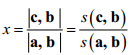 x = |c, b| / |a, b| = s(c, b) / s(a, b)